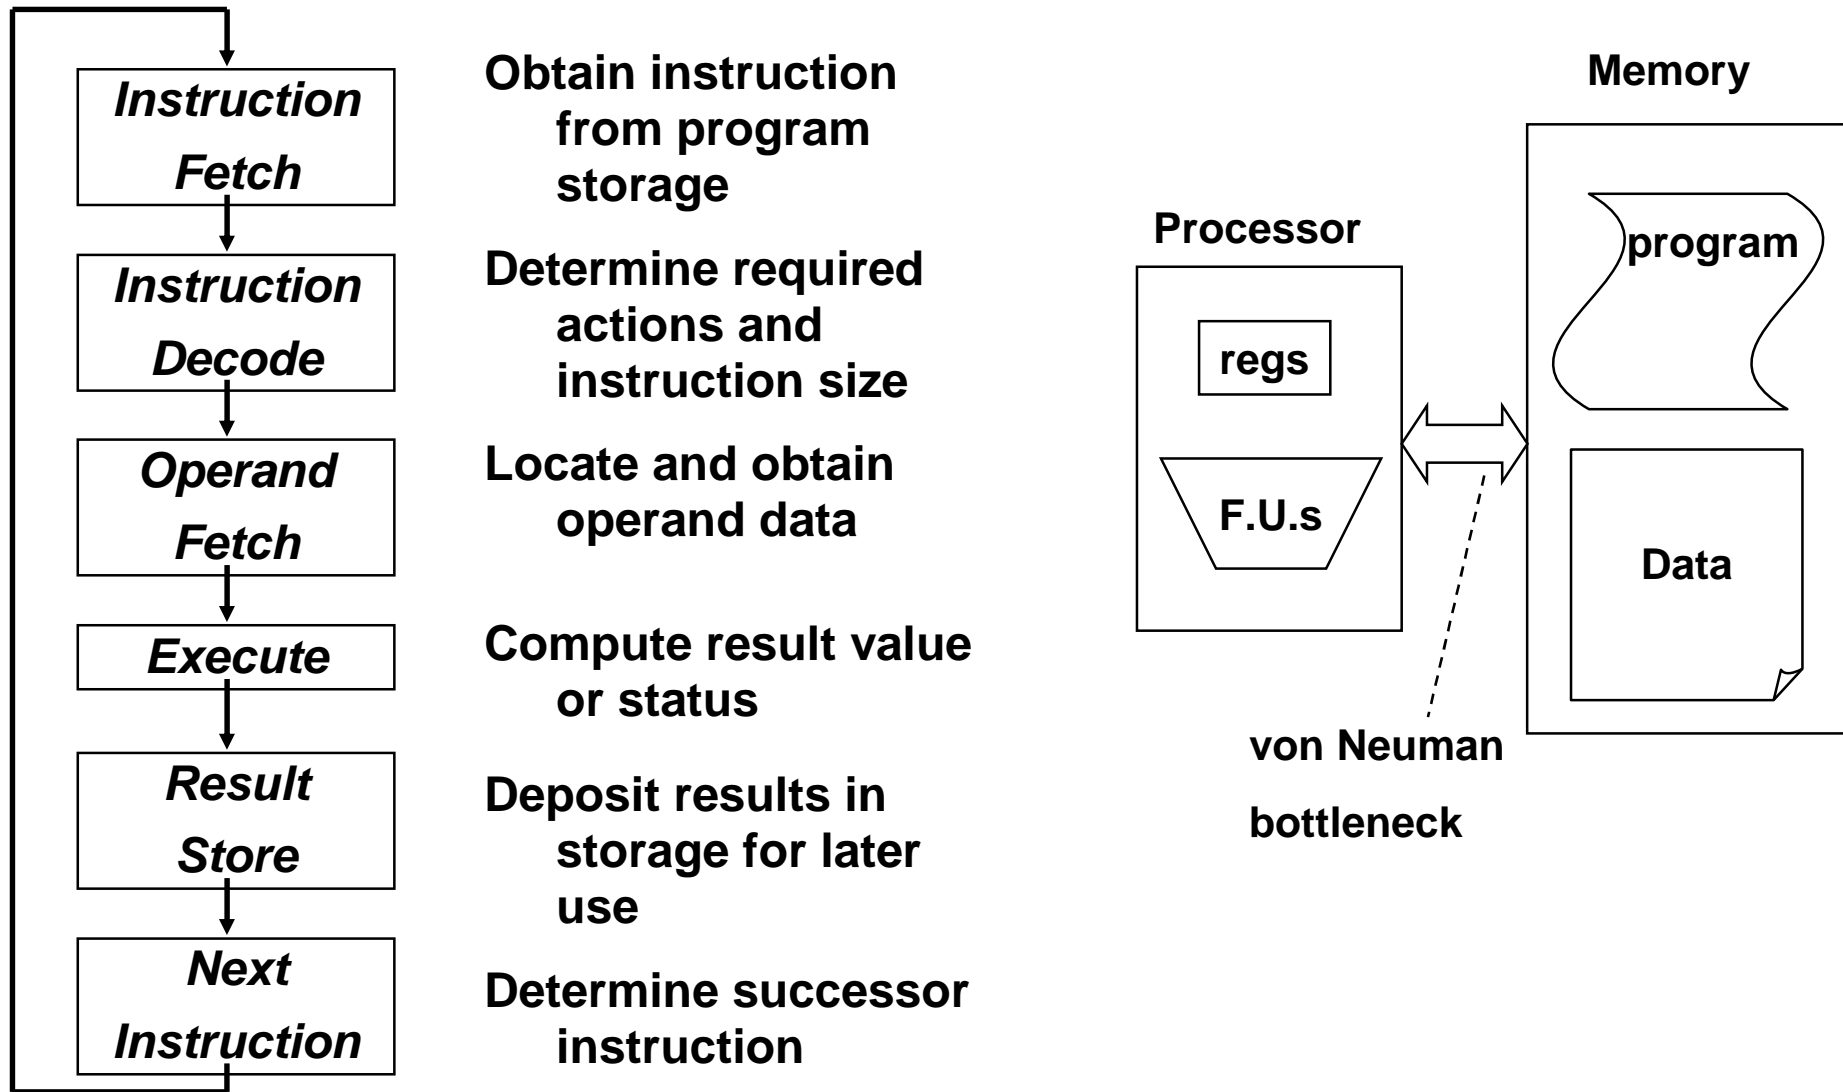 Instruction
Fetch
Obtain instruction
from program
storage
Instruction
Decode
Determine required
actions and
instruction size
Operand
Fetch
Locate and obtain
operand data
Execute
Compute result value
or status
Result
Store
Deposit results in
storage for later
use
Next
Instruction
Determine successor
instruction
Processor
regs
F.U.s
Memory
program
Data
von Neuman
bottleneck